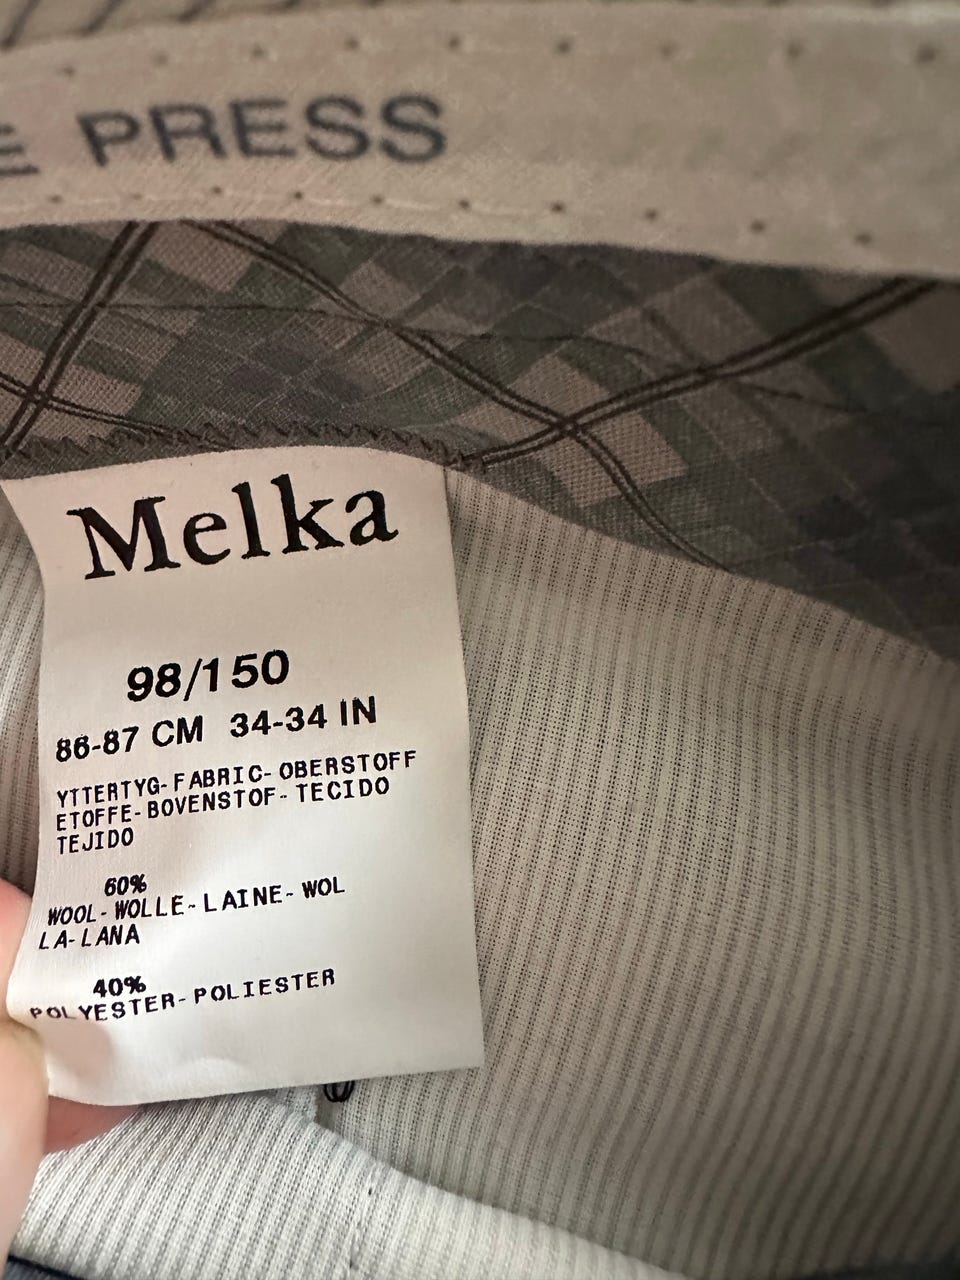 E PRESS
Melka
98/150
86-87 CM 34-34 IN
YTTERTYG-FABRIC-OBERSTOFF
ETOFFE-BOVENSTOF-TECIDO
TEJIDO
60%
WOOL-WOLLE-LAINE-WOL
LA-LANA
40%
POLYESTER-POLIESTER